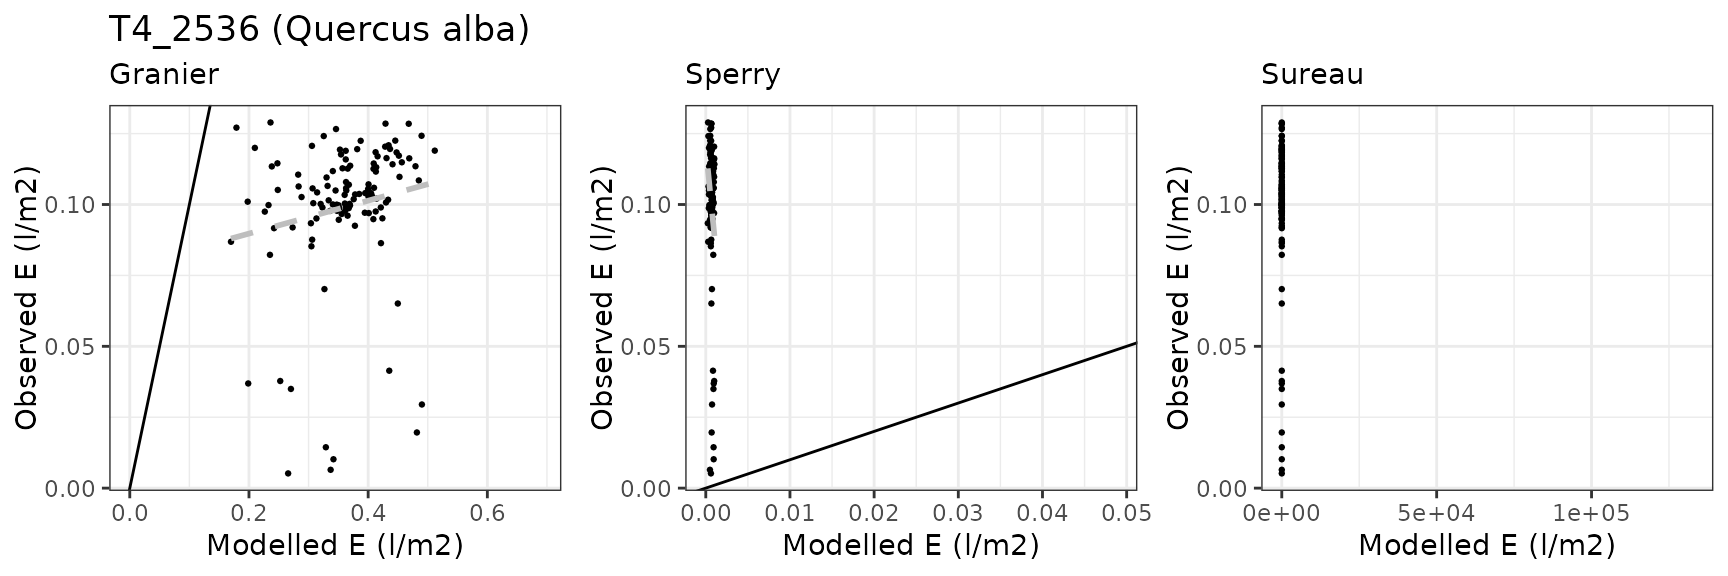 T4_2536 (Quercus alba)
Granier
Observed E (l/m2)
0.10
0.05
0.00
0.0 0.2 0.4 0.6
Modelled E (l/m2)
Sperry
Observed E (l/m2)
0.10
0.05
0.00
0.00 0.01 0.02 0.03 0.04 0.05
Modelled E (l/m2)
Sureau
Observed E (l/m2)
0.10
0.05
0.00
0e+00 5e+04 1e+05
Modelled E (l/m2)